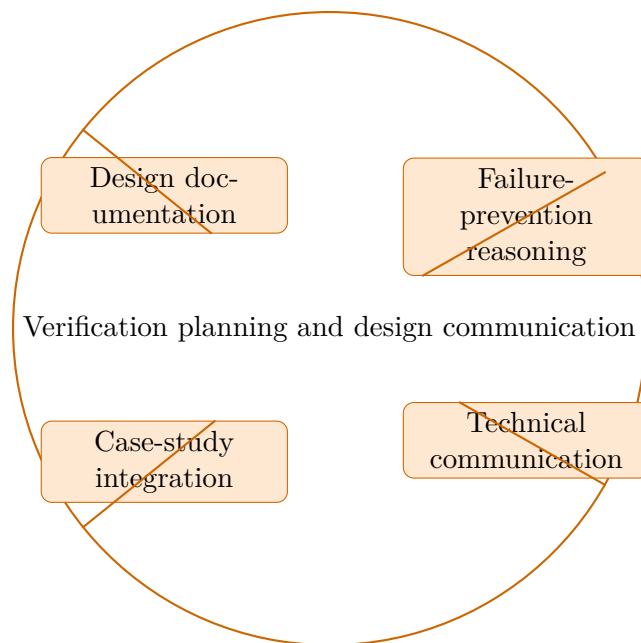 Design doc-
umentation
Failure-
prevention
reasoning
Verification planning and design communication
Case-study
integration
Technical
communication